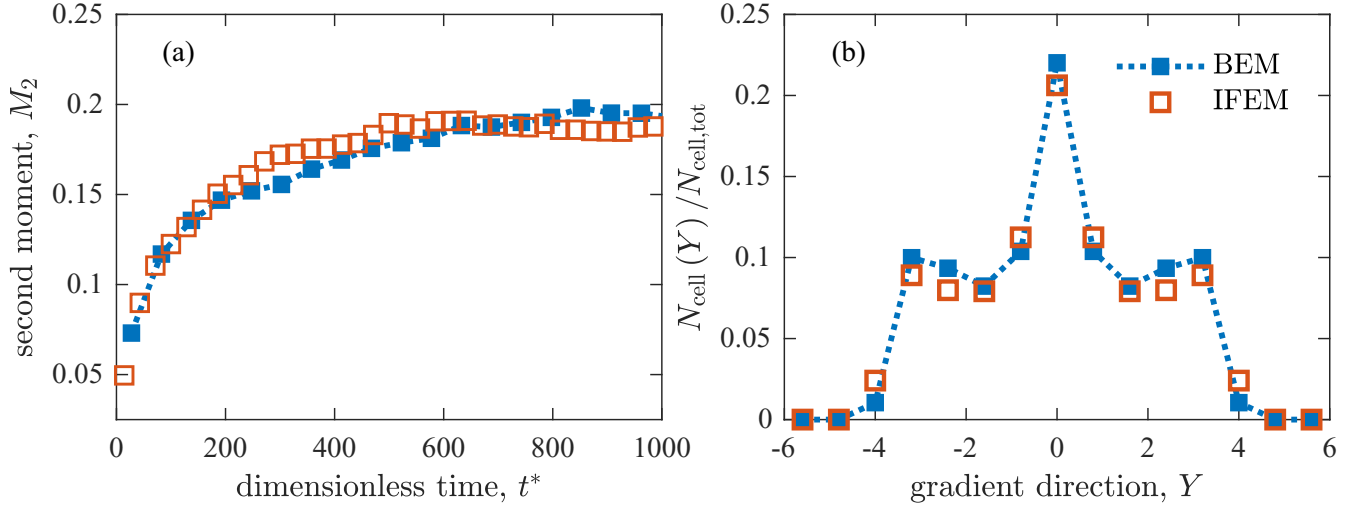 (a)
0.25
0.2
0.15
0.1
0.05
second moment, M₂
0 200 400 600 800 1000
dimensionless time, t*
(b)
BEM
IFEM
0.25
0.2
0.15
0.1
0.05
0
N_cell (Y) / N_cell,tot
-6 -4 -2 0 2 4 6
gradient direction, Y